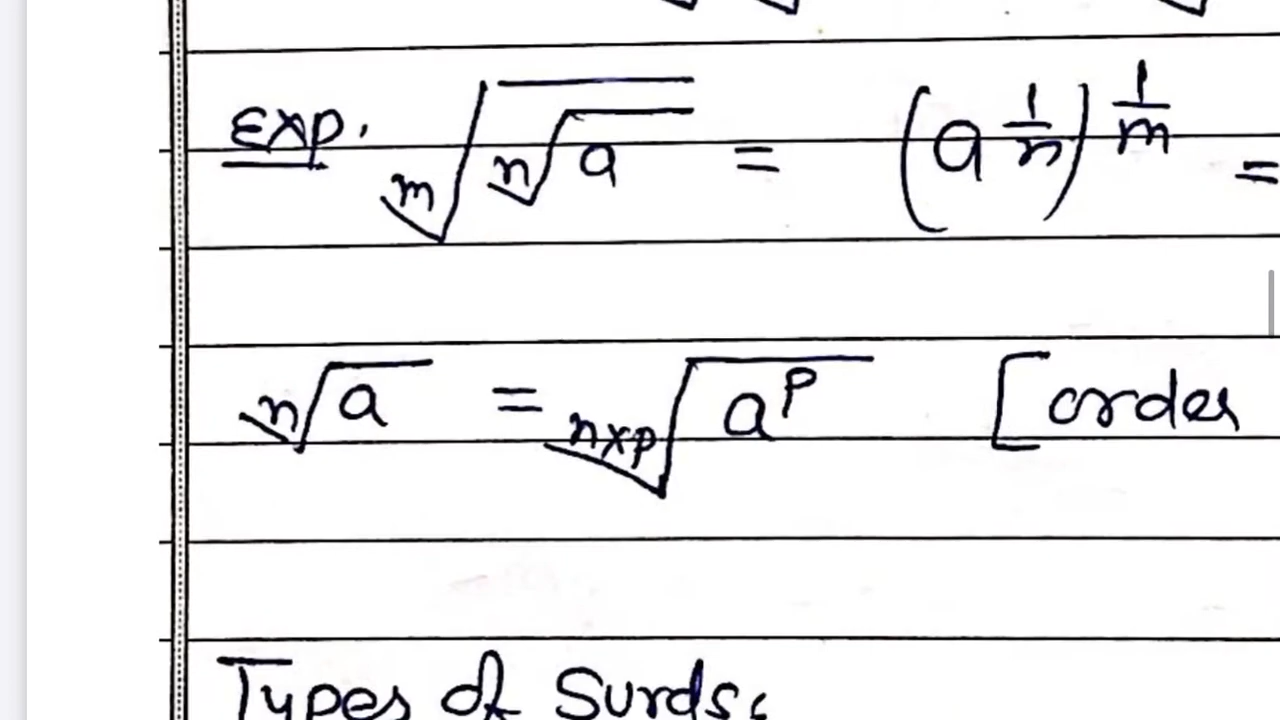 Exp. ᵐ√(ⁿ√a) = (a^(1/n))^(1/m) =
ⁿ√a = ⁿˣᵖ√(a^p) [order
Types of Surds: